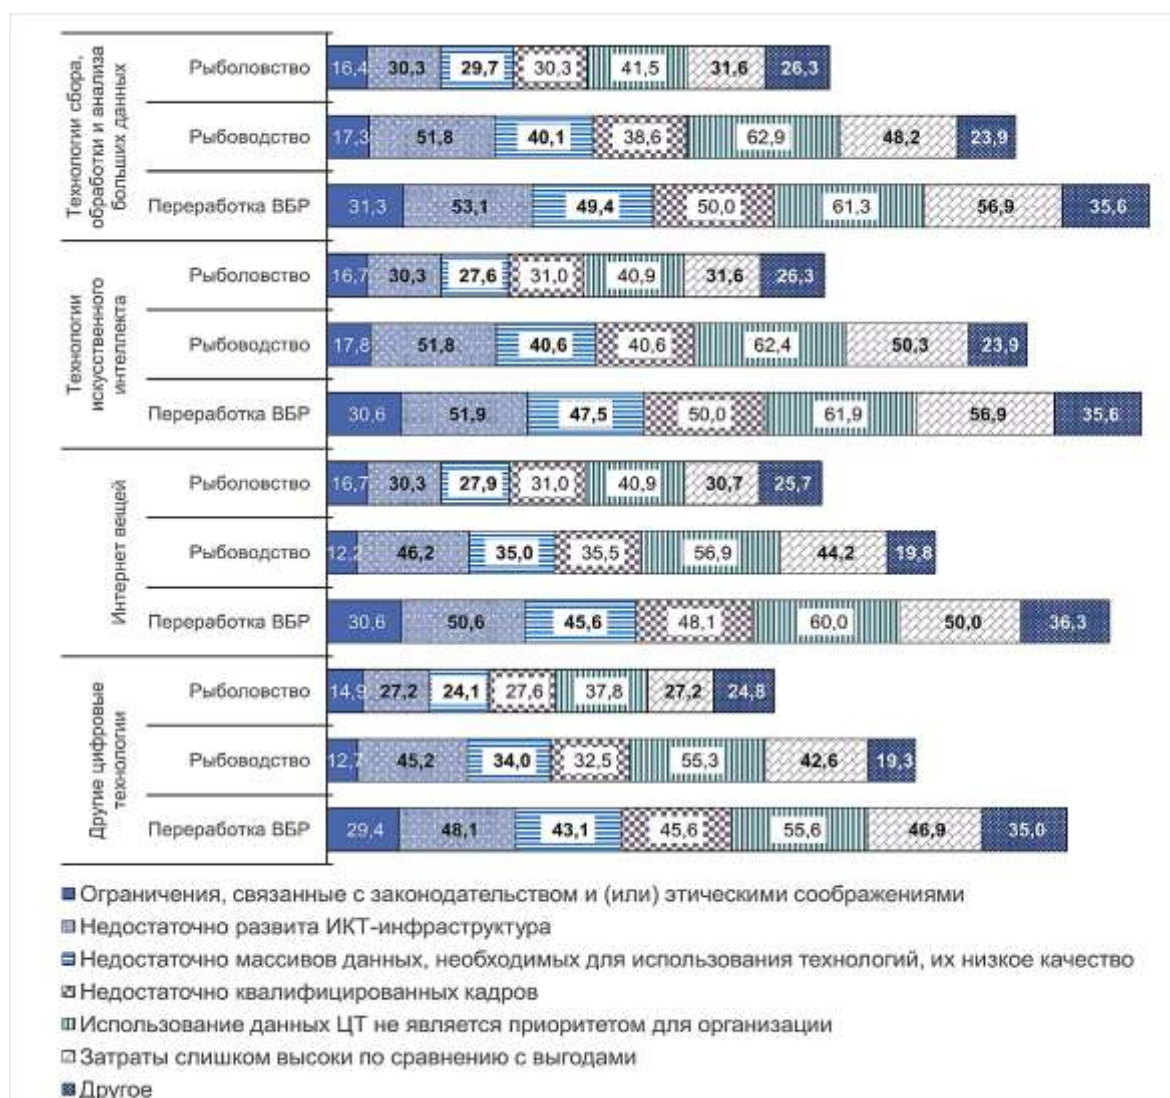 Технологии сбора,
обработки и анализа
больших данных
Рыболовство
16,4 30,3 29,7 30,3 41,5 31,6 26,3
Рыбоводство
17,3 51,8 40,1 38,6 62,9 48,2 23,9
Переработка ВБР
31,3 53,1 49,4 50,0 61,3 56,9 35,6
Технологии
искусственного
интеллекта
Рыболовство
16,7 30,3 27,6 31,0 40,9 31,6 26,3
Рыбоводство
17,8 51,8 40,6 40,6 62,4 50,3 23,9
Переработка ВБР
30,6 51,9 47,5 50,0 61,9 56,9 35,6
Интернет вещей
Рыболовство
16,7 30,3 27,9 31,0 40,9 30,7 25,7
Рыбоводство
12,2 46,2 35,0 35,5 56,9 44,2 19,8
Переработка ВБР
30,6 50,6 45,6 48,1 60,0 50,0 36,3
Другие цифровые
технологии
Рыболовство
14,9 27,2 24,1 27,6 37,8 27,2 24,8
Рыбоводство
12,7 45,2 34,0 32,5 55,3 42,6 19,3
Переработка ВБР
29,4 48,1 43,1 45,6 55,6 46,9 35,0
Ограничения, связанные с законодательством и (или) этическими соображениями
Недостаточно развита ИКТ-инфраструктура
Недостаточно массивов данных, необходимых для использования технологий, их низкое качество
Недостаточно квалифицированных кадров
Использование данных ЦТ не является приоритетом для организации
Затраты слишком высоки по сравнению с выгодами
Другое